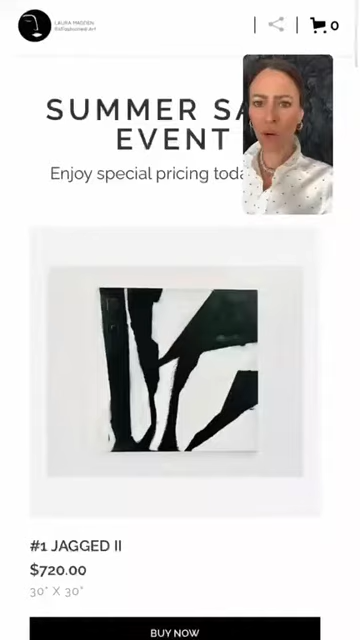 LAURA MADDEN
0
SUMMER SA
EVENT
Enjoy special pricing toda
#1 JAGGED II
$720.00
30" X 30"
BUY NOW